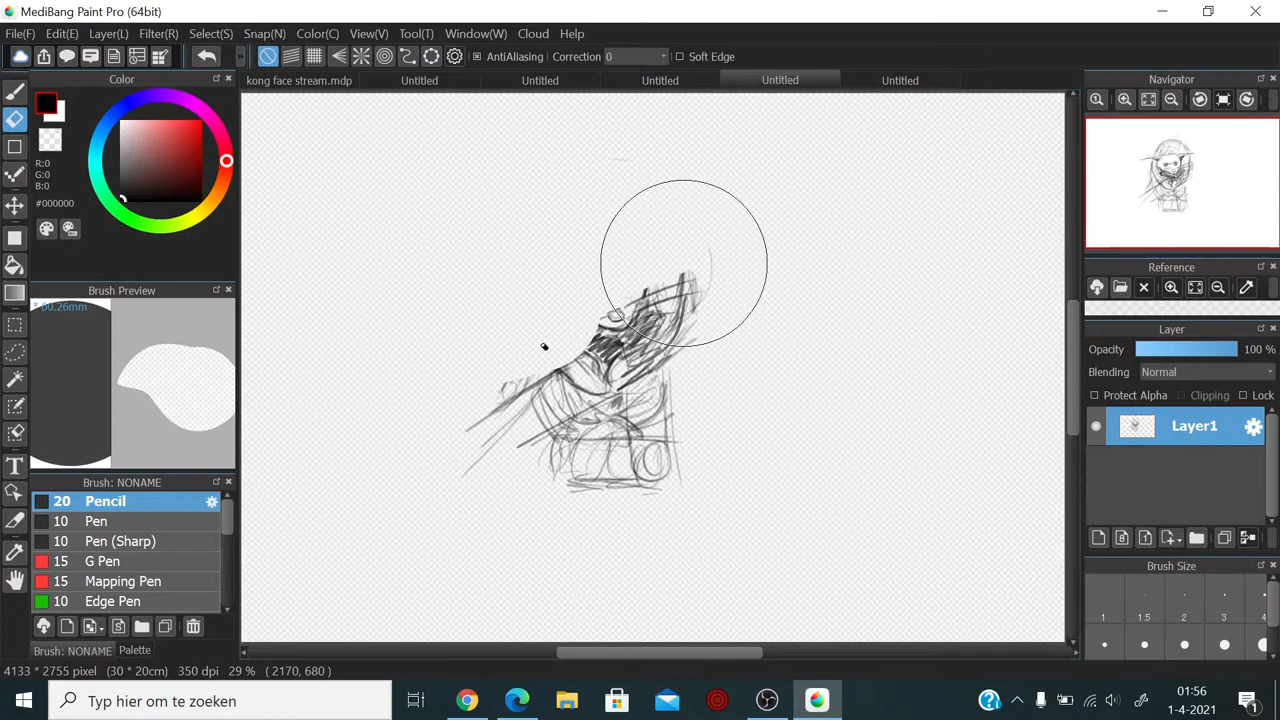 MediBang Paint Pro (64bit)
File(F) Edit(E) Layer(L) Filter(R) Select(S) Snap(N) Color(C) View(V) Tool(T) Window(W) Cloud Help
AntiAliasing Correction 0 Soft Edge
Color
kong face stream.mdp Untitled Untitled Untitled Untitled Untitled
Navigator
R:0
G:0
B:0
#000000
Reference
Brush Preview
* 60.26mm
Layer
Opacity 100 %
Blending Normal
Protect Alpha Clipping Lock
Layer1
Brush: NONAME
20 Pencil
10 Pen
10 Pen (Sharp)
15 G Pen
15 Mapping Pen
10 Edge Pen
Brush Size
1 1.5 2 3 4
Brush: NONAME Palette
4133 * 2755 pixel (30 * 20cm) 350 dpi 29 % ( 2170, 680 )
Typ hier om te zoeken
01:56
1-4-2021